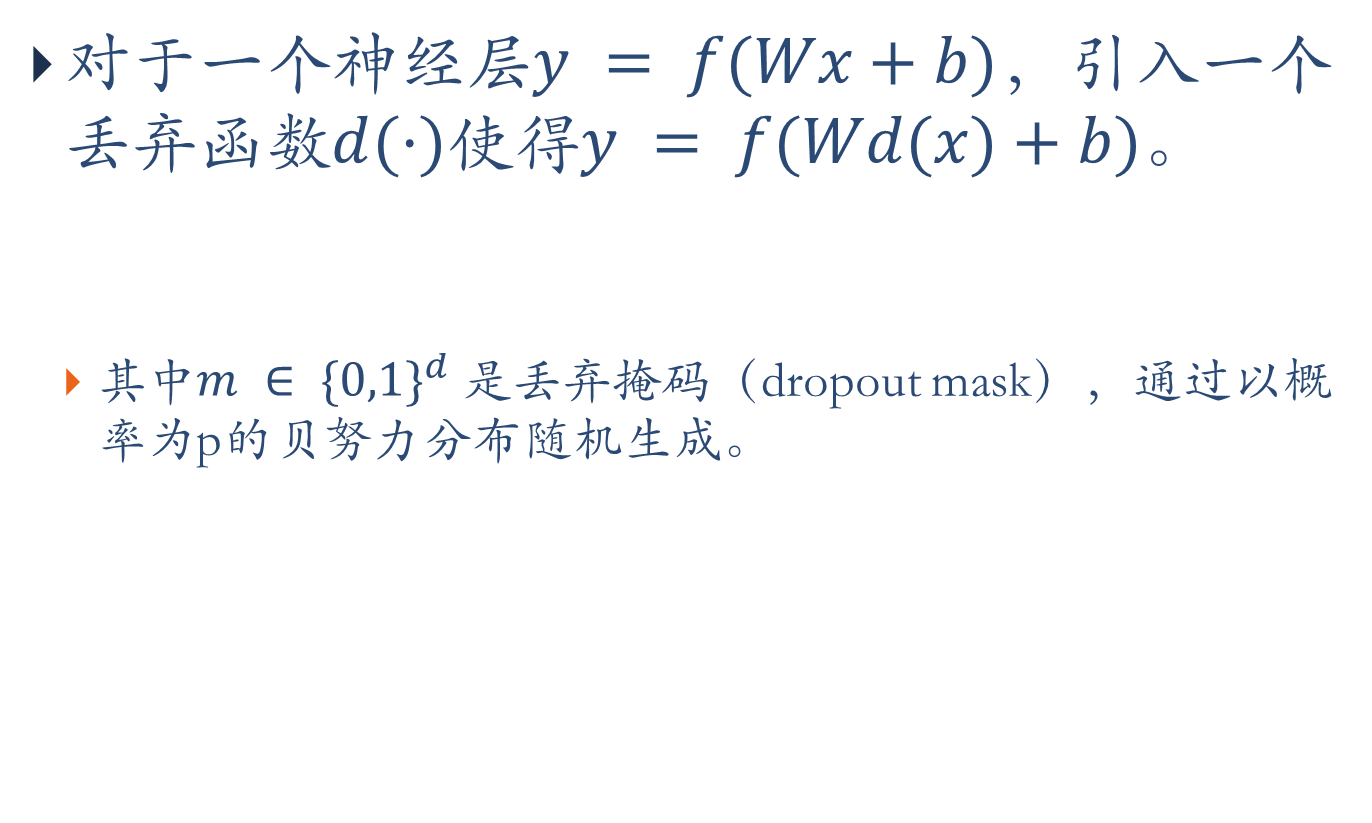 对于一个神经层y = f(Wx + b)，引入一个
丢弃函数d(·)使得y = f(Wd(x) + b)。
其中m ∈ {0,1}^d 是丢弃掩码（dropout mask），通过以概
率为p的贝努力分布随机生成。